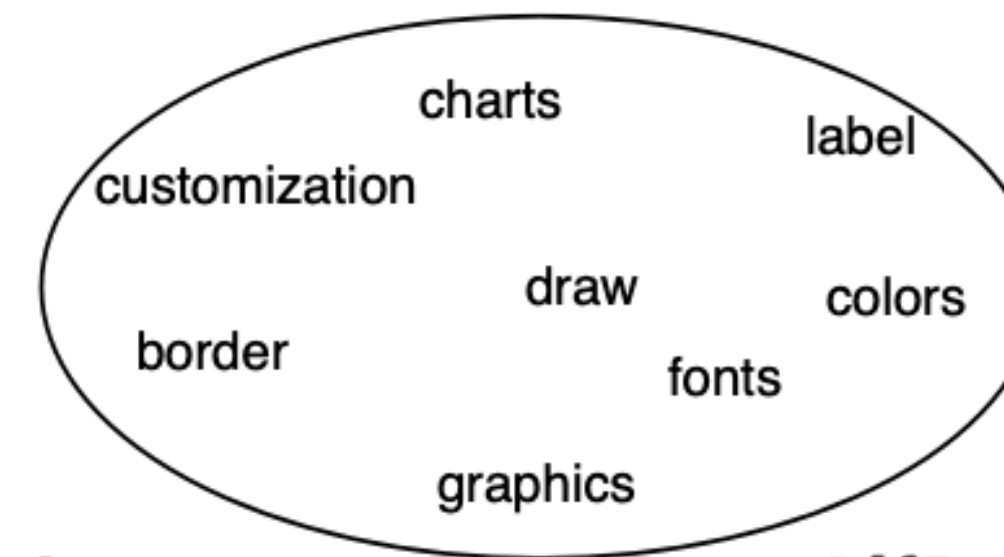 charts
label
customization
draw
colors
border
fonts
graphics